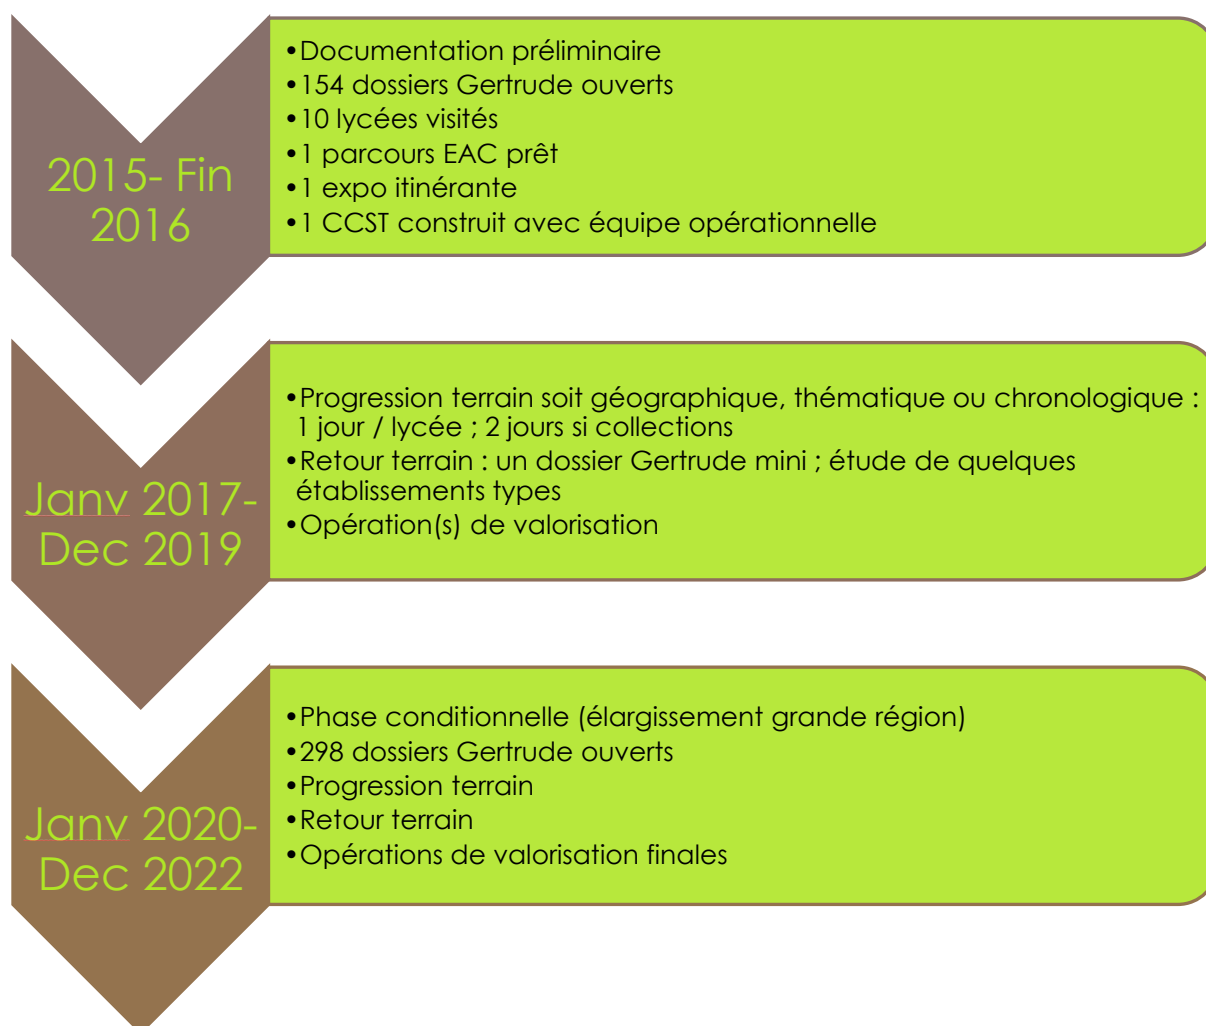 2015- Fin
2016
•Documentation préliminaire
•154 dossiers Gertrude ouverts
•10 lycées visités
•1 parcours EAC prêt
•1 expo itinérante
•1 CCST construit avec équipe opérationnelle
Janv 2017-
Dec 2019
•Progression terrain soit géographique, thématique ou chronologique :
1 jour / lycée ; 2 jours si collections
•Retour terrain : un dossier Gertrude mini ; étude de quelques
établissements types
•Opération(s) de valorisation
Janv 2020-
Dec 2022
•Phase conditionnelle (élargissement grande région)
•298 dossiers Gertrude ouverts
•Progression terrain
•Retour terrain
•Opérations de valorisation finales